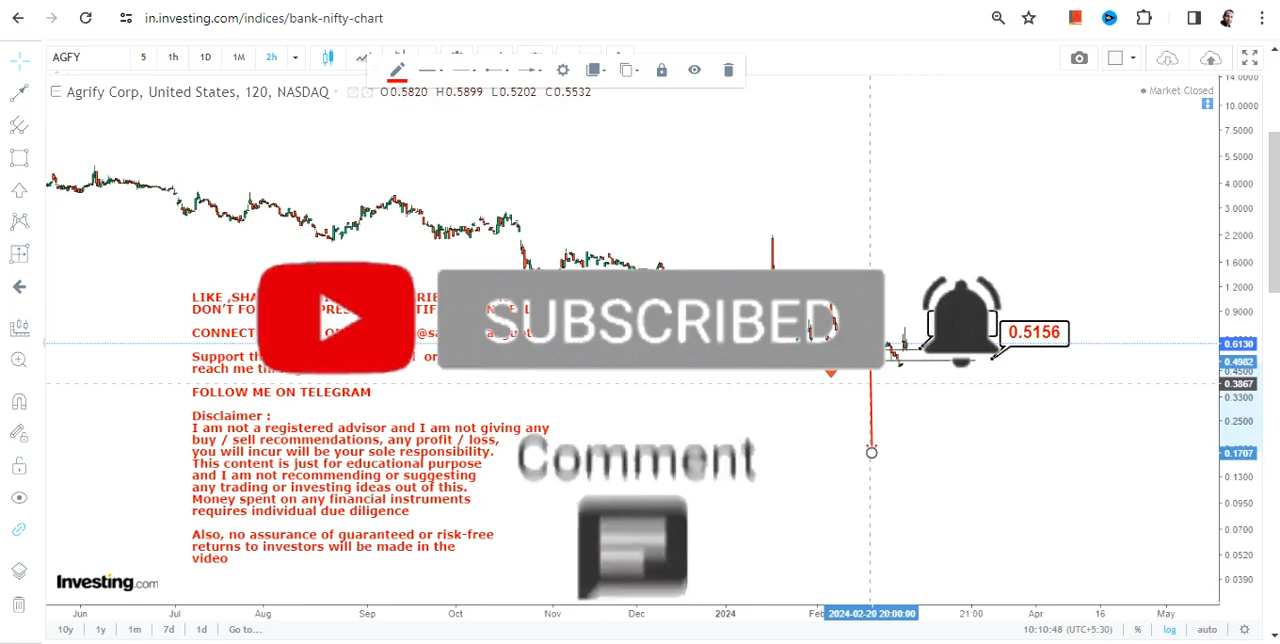 in.investing.com/indices/bank-nifty-chart
AGFY 5 1h 1D 1M 2h
Agrify Corp, United States, 120, NASDAQ O0.5820 H0.5899 L0.5202 C0.5532
Market Closed
14.0000
10.0000
7.5000
5.5000
4.0000
3.0000
2.2000
1.6000
1.2000
0.9000
0.6130
0.4982
0.4500
0.3867
0.3300
0.2500
0.1707
0.1300
0.0950
0.0700
0.0520
0.0390
SUBSCRIBED
0.5156
LIKE ,SHA
DON'T FO
CONNECT
Support th
reach me th
FOLLOW ME ON TELEGRAM
Disclaimer :
I am not a registered advisor and I am not giving any
buy / sell recommendations, any profit / loss,
you will incur will be your sole responsibility.
This content is just for educational purpose
and I am not recommending or suggesting
any trading or investing ideas out of this.
Money spent on any financial instruments
requires individual due diligence
Also, no assurance of guaranteed or risk-free
returns to investors will be made in the
video
Comment
Investing.com
Jun Jul Aug Sep Oct Nov Dec 2024 Feb 2024-02-20 20:00:00 21:00 Apr 16 May
10y 1y 1m 7d 1d Go to... 10:10:48 (UTC+5:30) % log auto